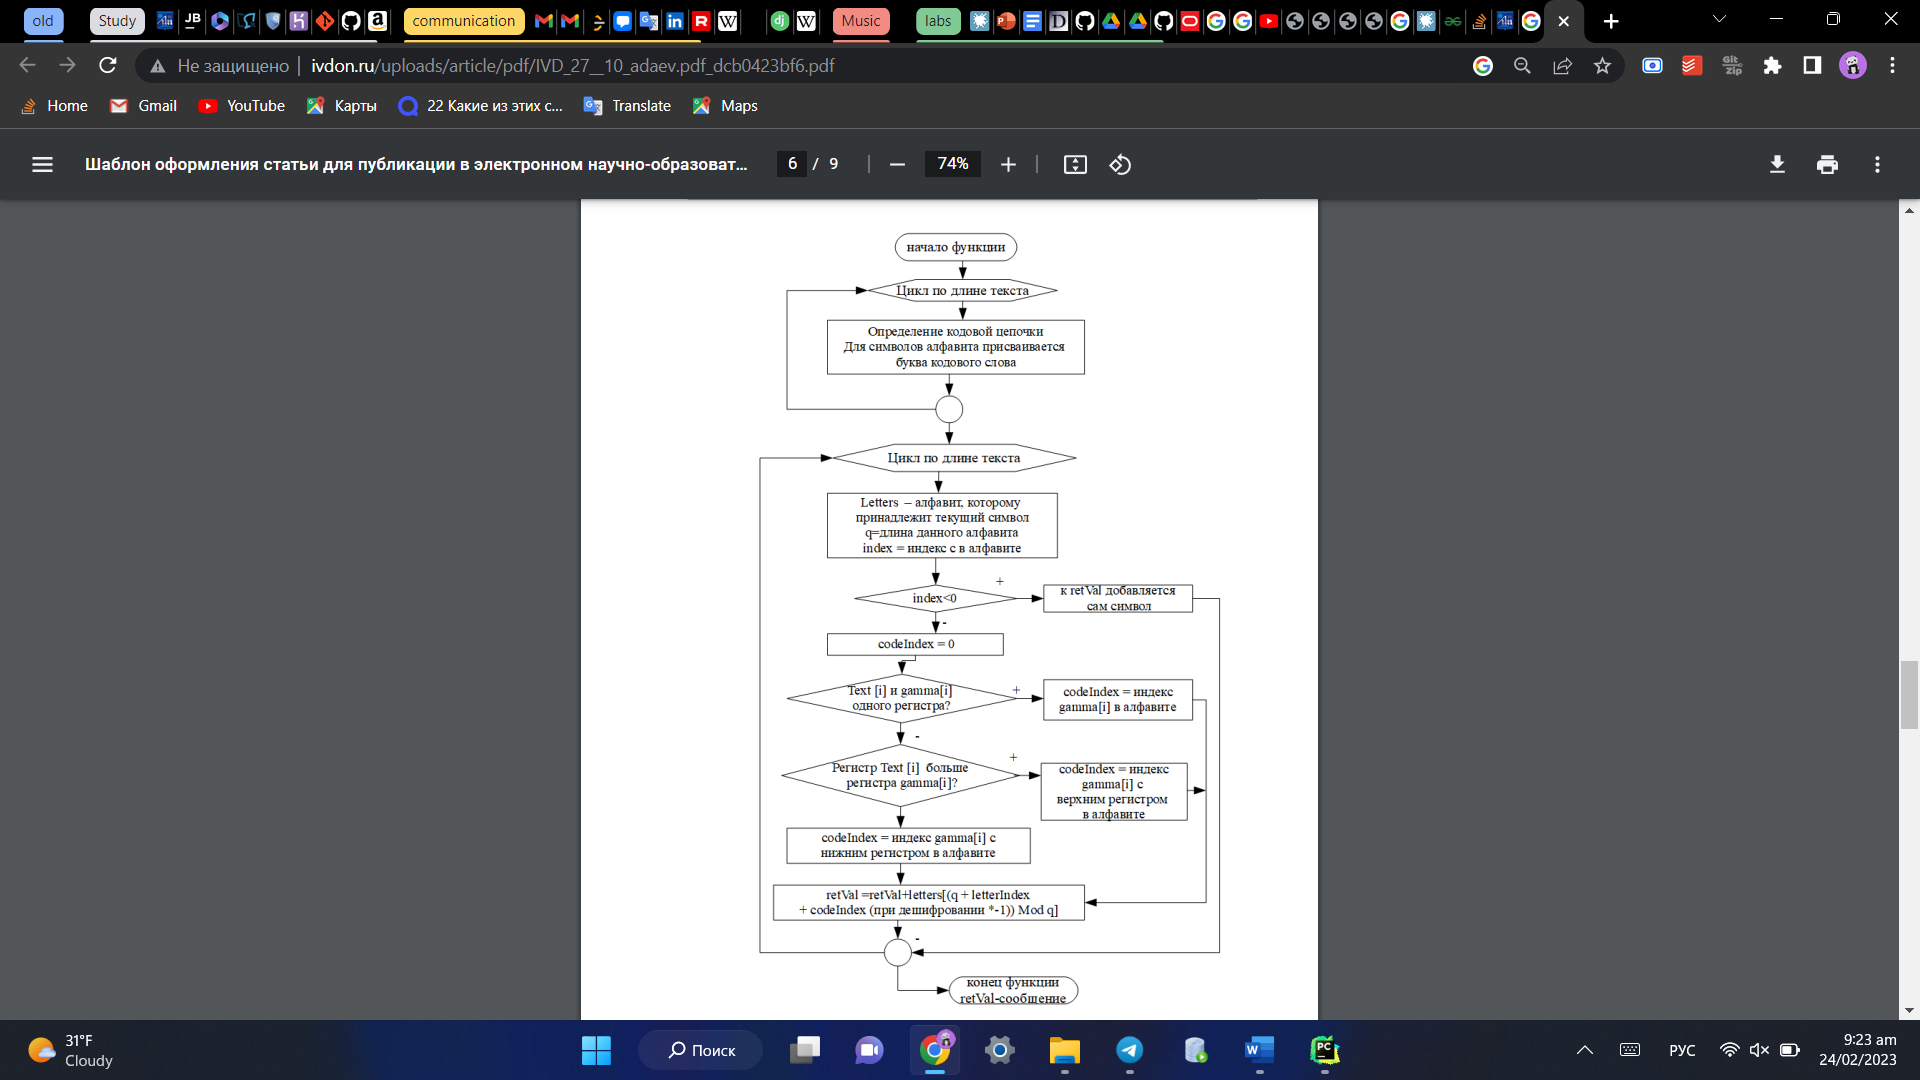 old
Study
communication
Music
labs
Не защищено
ivdon.ru/uploads/article/pdf/IVD_27__10_adaev.pdf_dcb0423bf6.pdf
Home
Gmail
YouTube
Карты
22 Какие из этих с...
Translate
Maps
Шаблон оформления статьи для публикации в электронном научно-образоват...
6 / 9
74%
начало функции
Цикл по длине текста
Определение кодовой цепочки
Для символов алфавита присваивается
буква кодового слова
Цикл по длине текста
Letters – алфавит, которому
принадлежит текущий символ
q=длина данного алфавита
index = индекс c в алфавите
index<0
+
к retVal добавляется
сам символ
-
codeIndex = 0
Text [i] и gamma[i]
одного регистра?
+
codeIndex = индекс
gamma[i] в алфавите
-
Регистр Text [i] больше
регистра gamma[i]?
+
codeIndex = индекс
gamma[i] с
верхним регистром
в алфавите
codeIndex = индекс gamma[i] с
нижним регистром в алфавите
retVal =retVal+letters[(q + letterIndex
+ codeIndex (при дешифровании *-1)) Mod q]
-
конец функции
retVal-сообщение
31°F
Cloudy
Поиск
РУС
9:23 am
24/02/2023